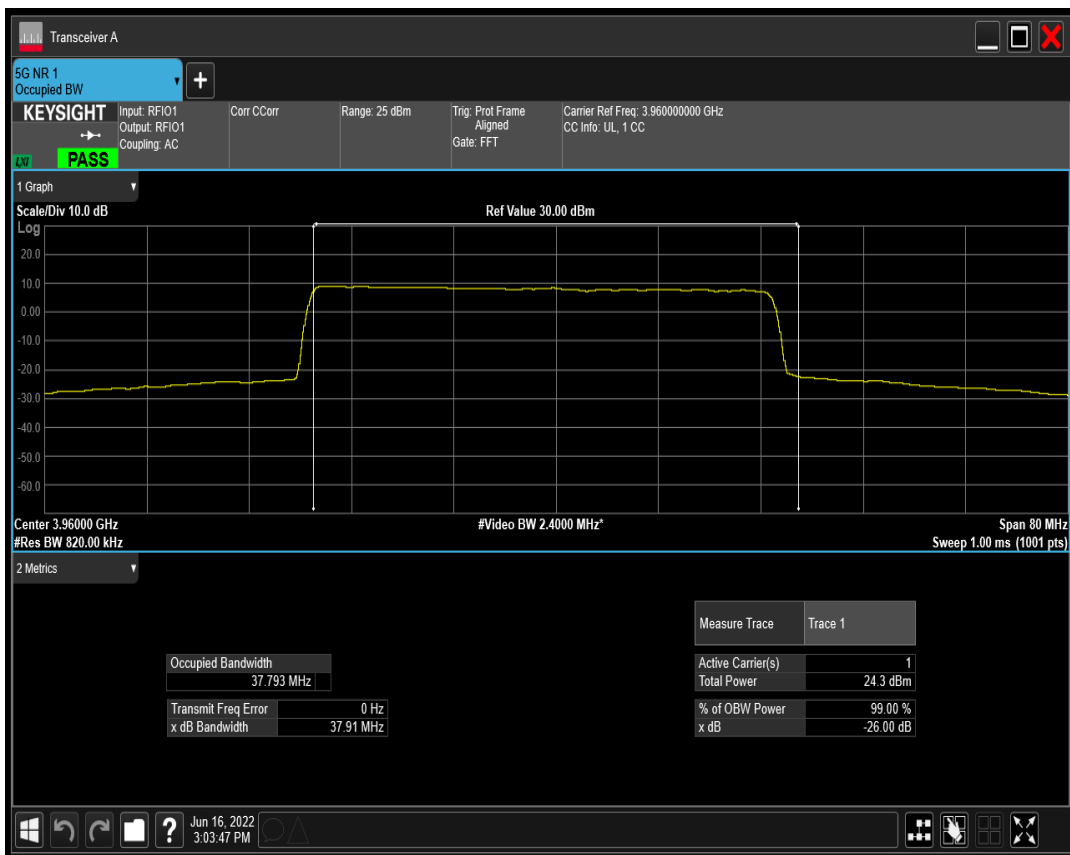 Transceiver A
5G NR 1
Occupied BW
+
KEYSIGHT
LXI
PASS
Input: RFIO1
Output: RFIO1
Coupling: AC
Corr CCorr
Range: 25 dBm
Trig: Prot Frame
Aligned
Gate: FFT
Carrier Ref Freq: 3.960000000 GHz
CC Info: UL, 1 CC
1 Graph
Scale/Div 10.0 dB
Ref Value 30.00 dBm
Log
20.0
10.0
0.00
-10.0
-20.0
-30.0
-40.0
-50.0
-60.0
Center 3.96000 GHz
#Video BW 2.4000 MHz*
Span 80 MHz
#Res BW 820.00 kHz
Sweep 1.00 ms (1001 pts)
2 Metrics
Measure Trace Trace 1
Occupied Bandwidth
37.793 MHz
Active Carrier(s) 1
Total Power 24.3 dBm
Transmit Freq Error 0 Hz
x dB Bandwidth 37.91 MHz
% of OBW Power 99.00 %
x dB -26.00 dB
?
Jun 16, 2022
3:03:47 PM